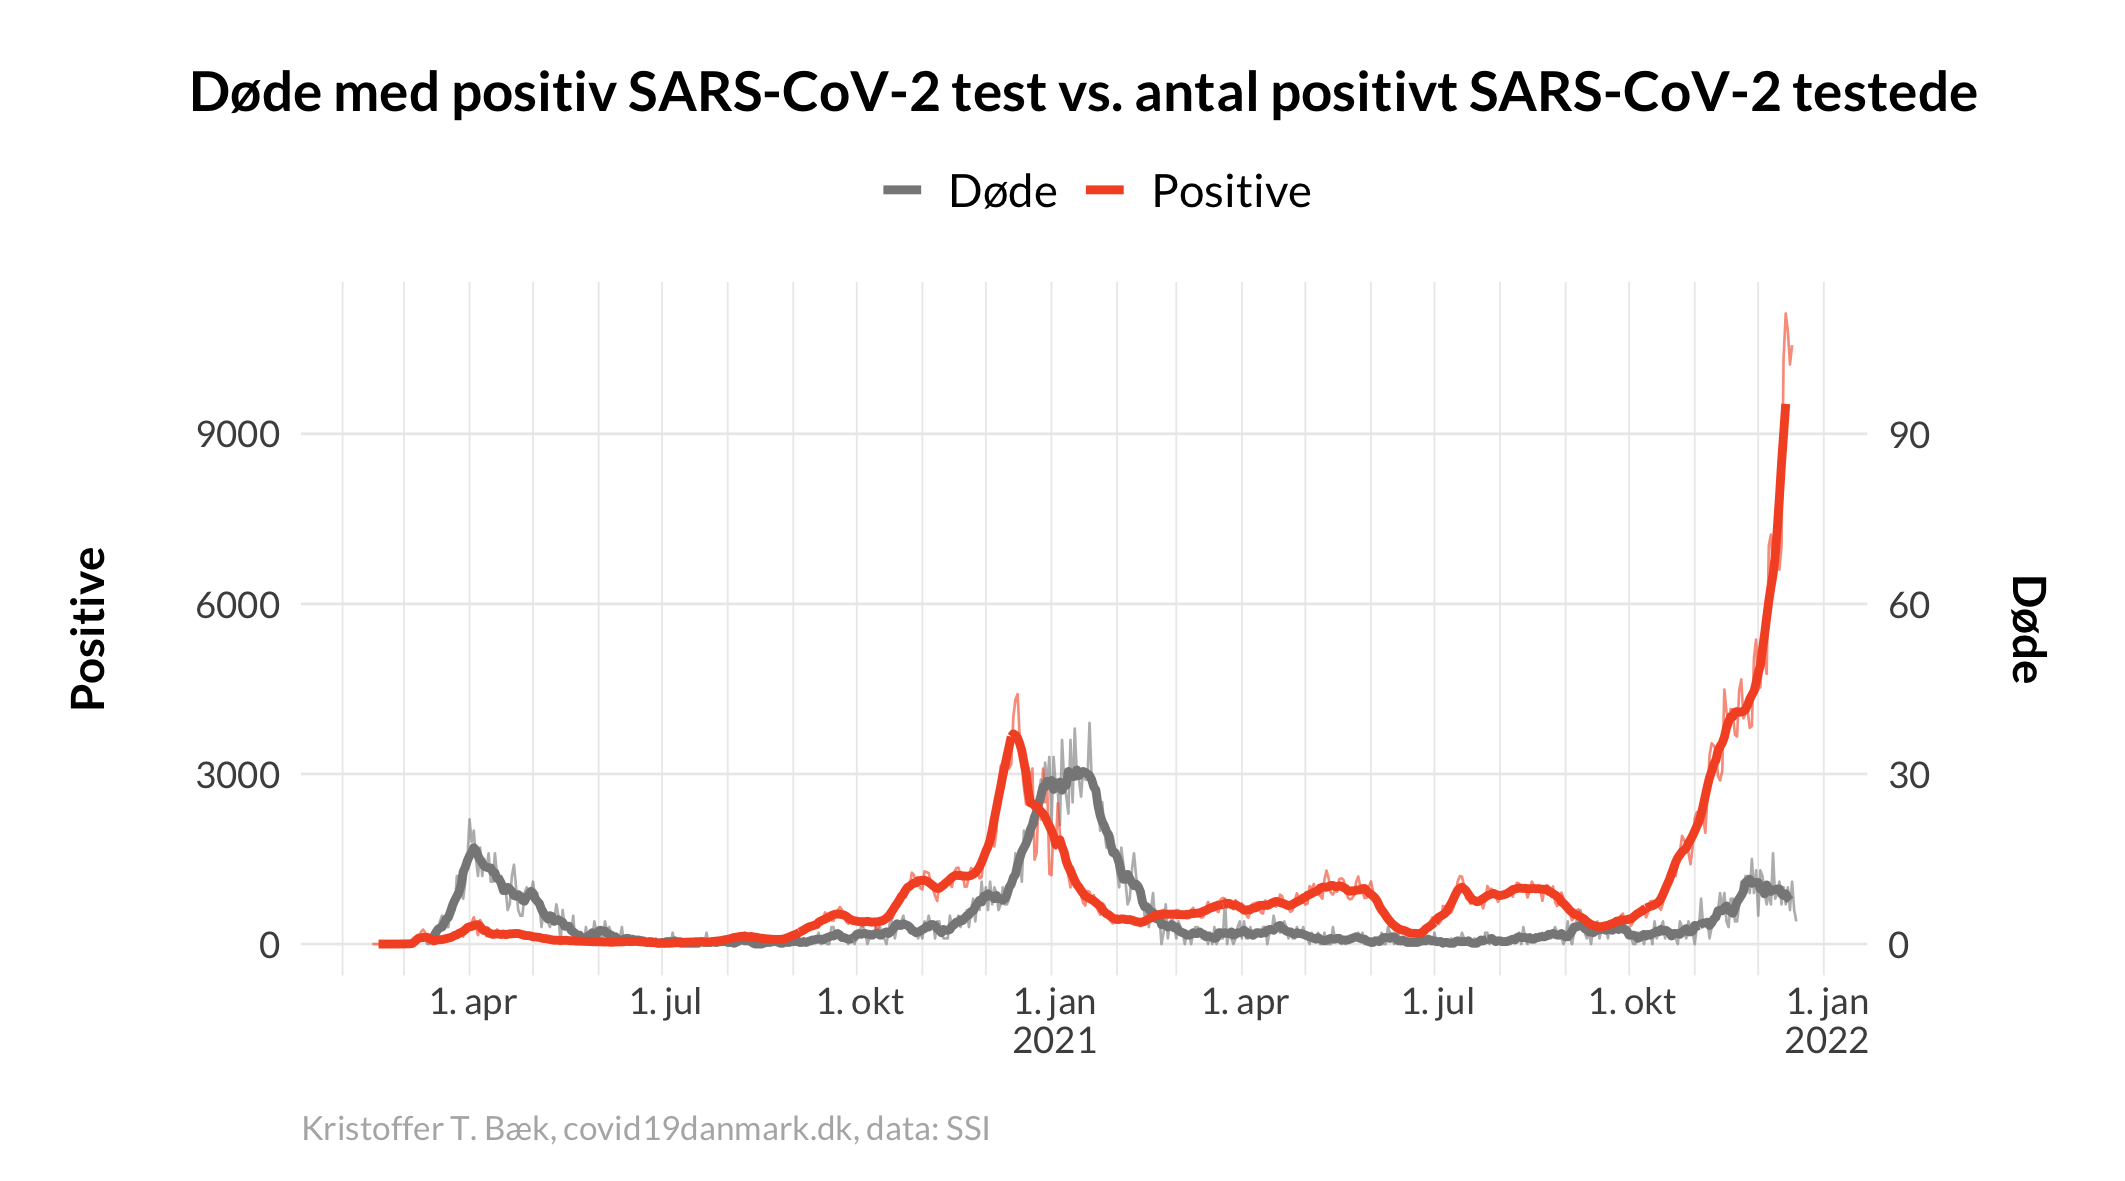 Døde med positiv SARS-CoV-2 test vs. antal positivt SARS-CoV-2 testede
Døde Positive
9000 90
6000 60
3000 30
0 0
Positive
Døde
1. apr 1. jul 1. okt 1. jan 1. apr 1. jul 1. okt 1. jan
2021 2022
Kristoffer T. Bæk, covid19danmark.dk, data: SSI